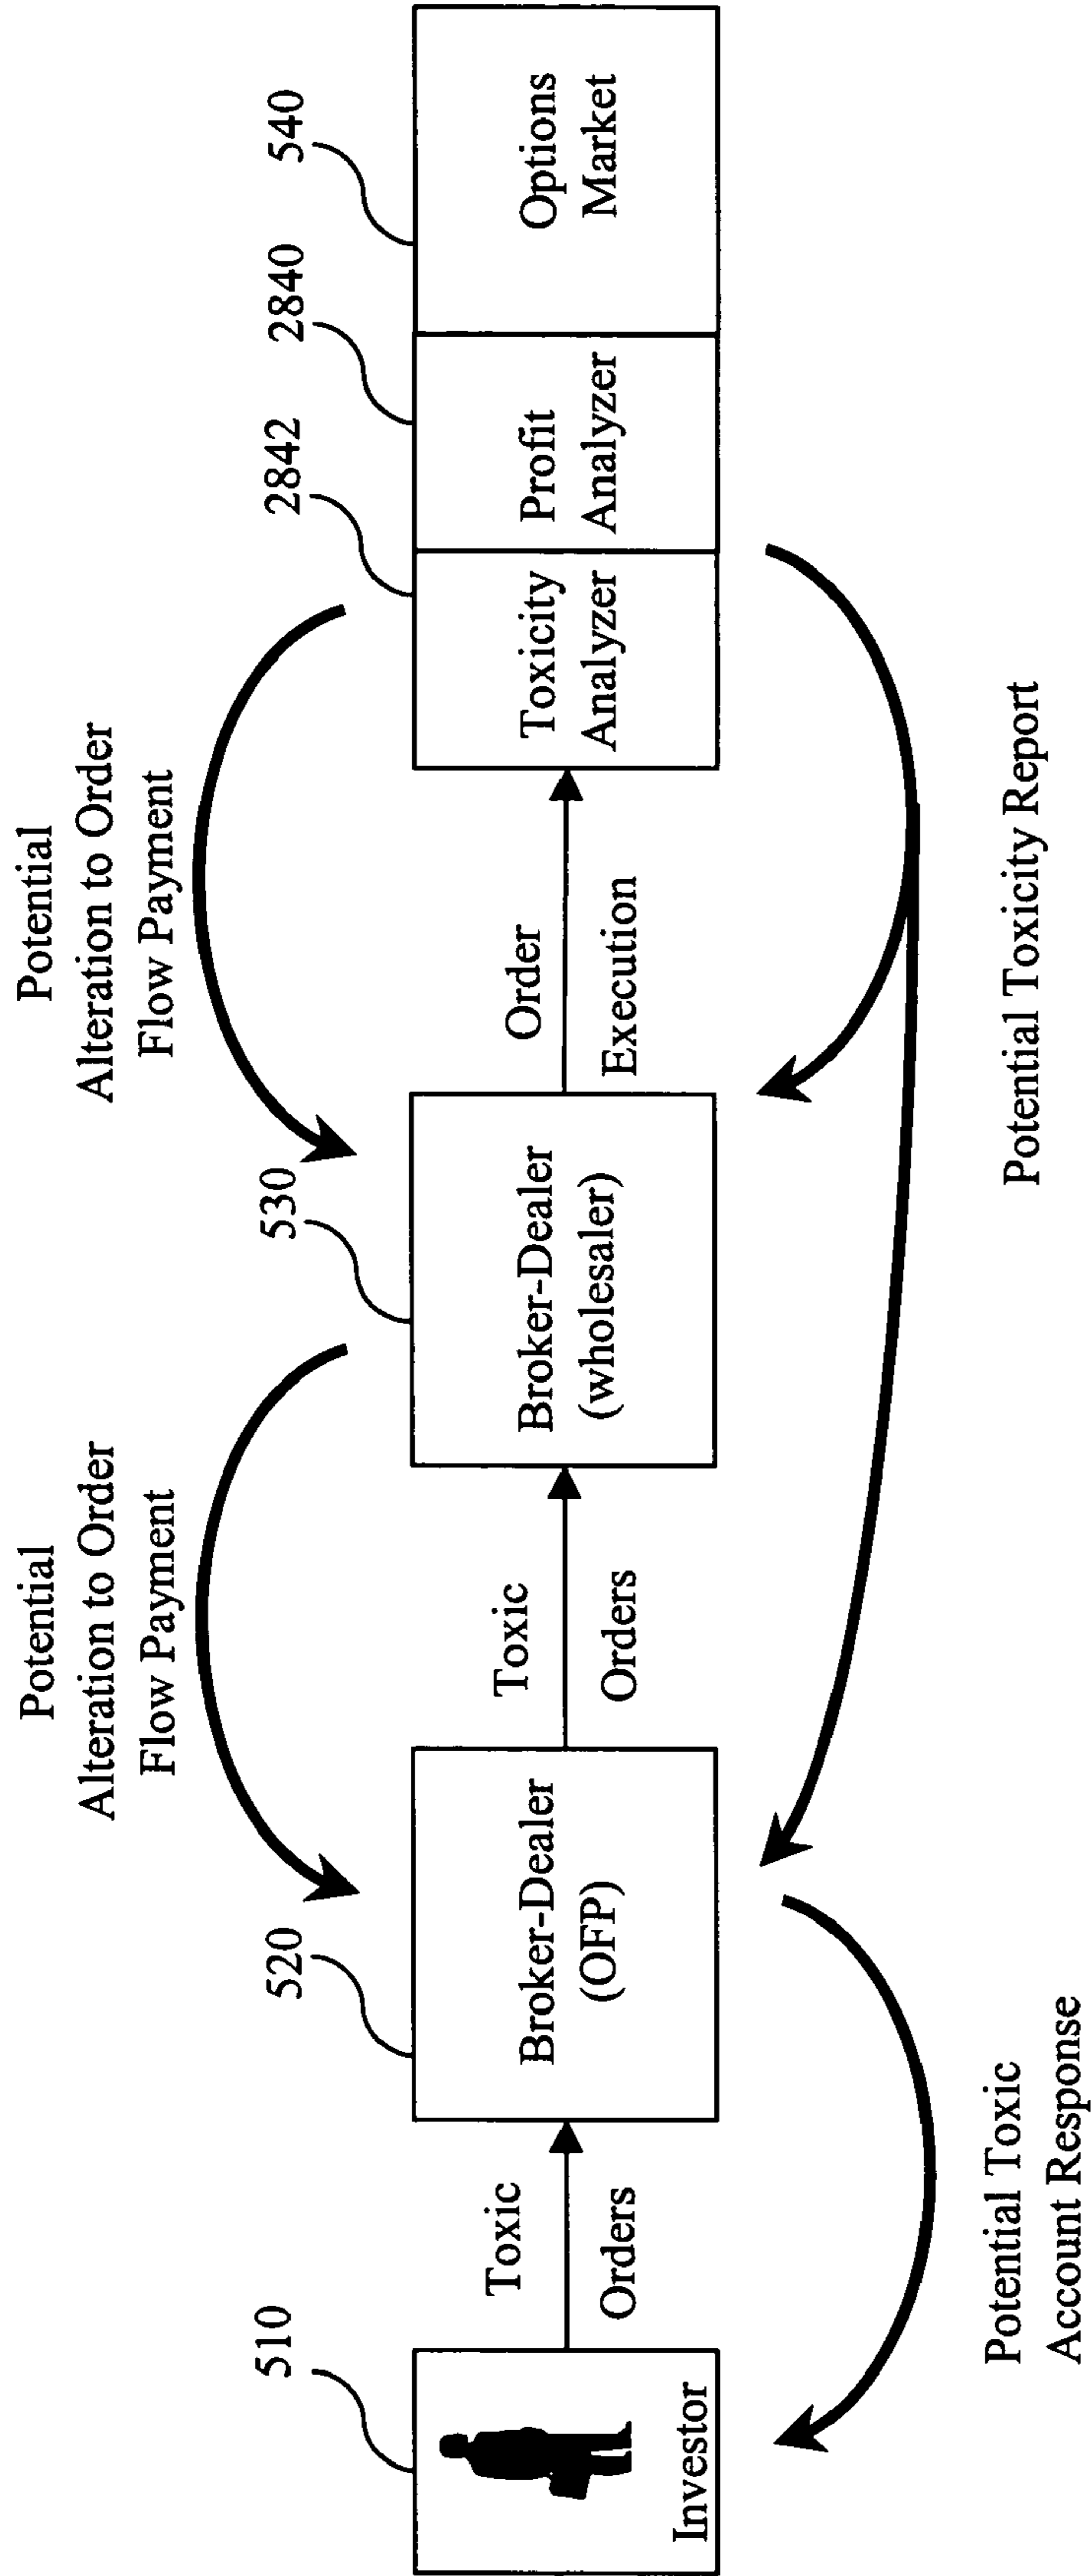 Potential
Alteration to Order
Flow Payment
Potential
Alteration to Order
Flow Payment
510
520
530
2842
2840
540
Investor
Toxic
Orders
Broker-Dealer
(OFP)
Toxic
Orders
Broker-Dealer
(wholesaler)
Order
Execution
Toxicity
Analyzer
Profit
Analyzer
Options
Market
Potential Toxic
Account Response
Potential Toxicity Report